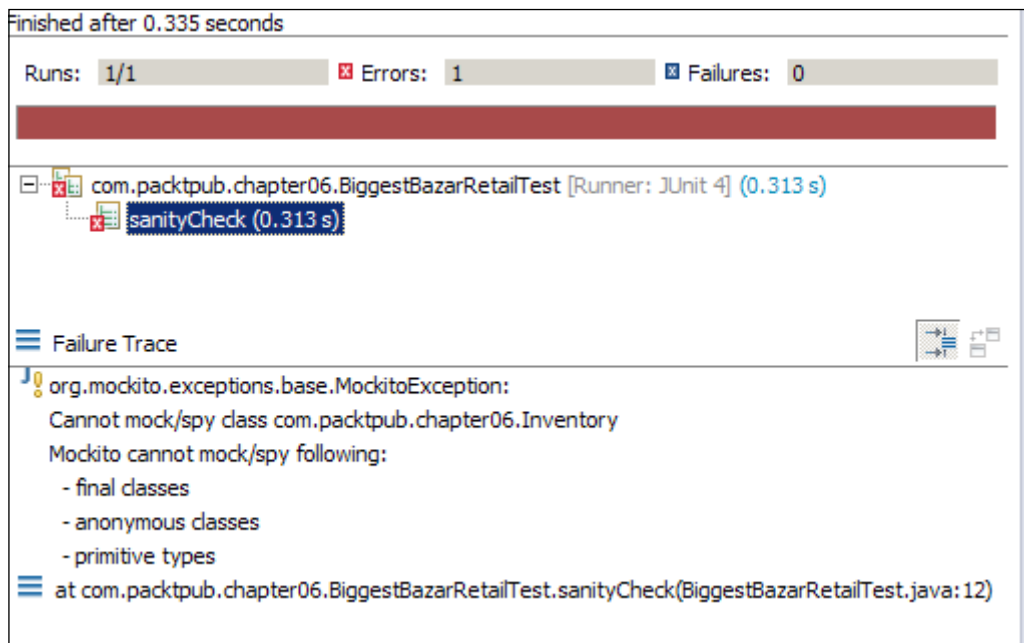 Finished after 0.335 seconds
Runs: 1/1 Errors: 1 Failures: 0
com.packtpub.chapter06.BiggestBazarRetailTest [Runner: JUnit 4] (0.313 s)
sanityCheck (0.313 s)
Failure Trace
org.mockito.exceptions.base.MockitoException:
Cannot mock/spy class com.packtpub.chapter06.Inventory
Mockito cannot mock/spy following:
- final classes
- anonymous classes
- primitive types
at com.packtpub.chapter06.BiggestBazarRetailTest.sanityCheck(BiggestBazarRetailTest.java:12)